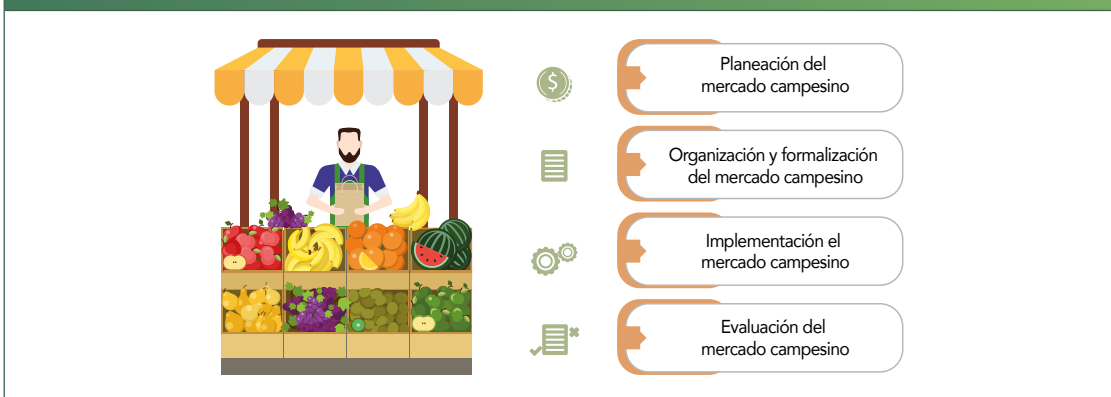 $
Planeación del
mercado campesino
Organización y formalización
del mercado campesino
Implementación el
mercado campesino
Evaluación del
mercado campesino